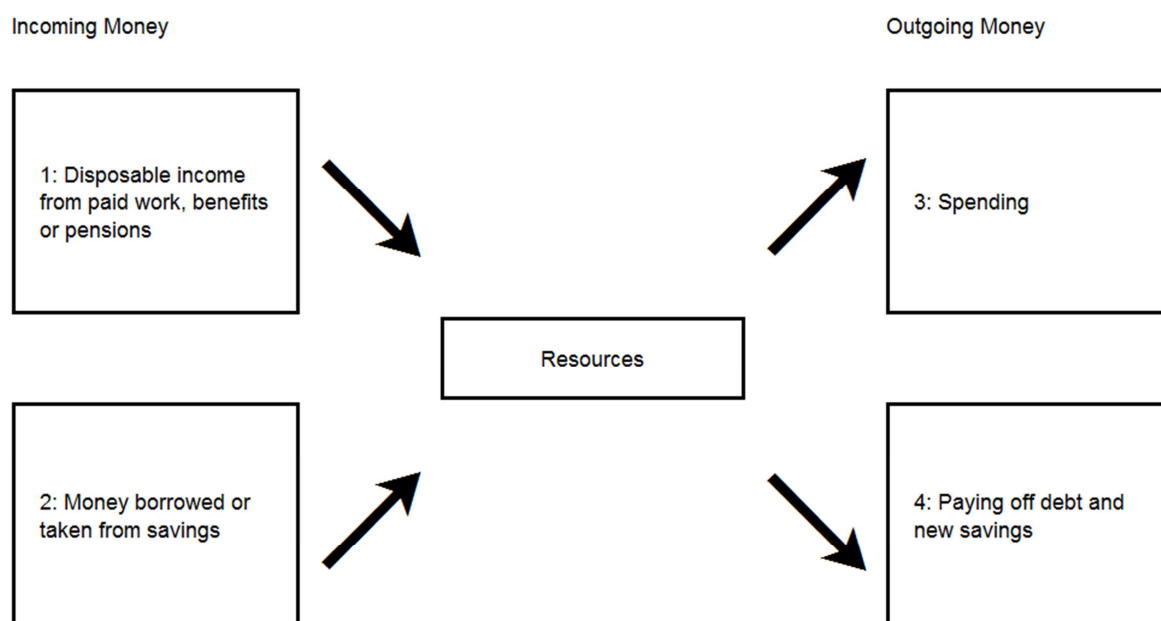 Incoming Money
Outgoing Money
1: Disposable income
from paid work, benefits
or pensions
3: Spending
Resources
2: Money borrowed or
taken from savings
4: Paying off debt and
new savings